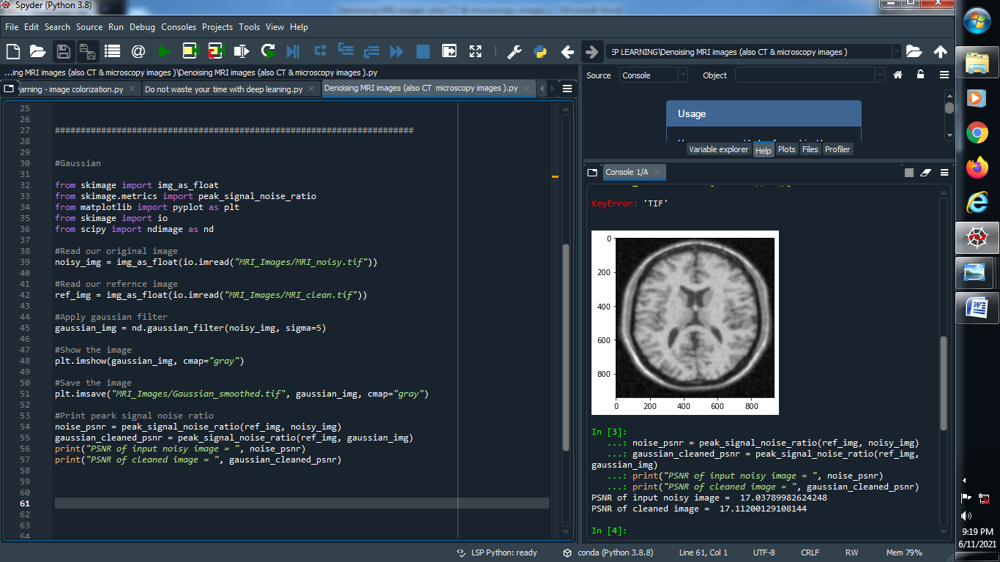 Spyder (Python 3.8)
File Edit Search Source Run Debug Consoles Projects Tools View Help
EP LEARNING\Denoising MRI images (also CT & microscopy images )
...ing MRI images (also CT & microscopy images )\Denoising MRI images (also CT & microscopy images ).py
Source Console Object
arning - image colorization.py Do not waste your time with deep leaning.py Denoising MRI images (also CT microscopy images ).py
Usage
Variable explorer Help Plots Files Profiler
Console 1/A
25
26
27 ######################################################################
28
29
30 #Gaussian
31
32 from skimage import img_as_float
33 from skimage.metrics import peak_signal_noise_ratio
34 from matplotlib import pyplot as plt
35 from skimage import io
36 from scipy import ndimage as nd
37
38 #Read our original image
39 noisy_img = img_as_float(io.imread("MRI_Images/MRI_noisy.tif"))
40
41 #Read our refernce image
42 ref_img = img_as_float(io.imread("MRI_Images/MRI_clean.tif"))
43
44 #Apply gaussian filter
45 gaussian_img = nd.gaussian_filter(noisy_img, sigma=5)
46
47 #Show the image
48 plt.imshow(gaussian_img, cmap="gray")
49
50 #Save the image
51 plt.imsave("MRI_Images/Gaussian_smoothed.tif", gaussian_img, cmap="gray")
52
53 #Print peark signal noise ratio
54 noise_psnr = peak_signal_noise_ratio(ref_img, noisy_img)
55 gaussian_cleaned_psnr = peak_signal_noise_ratio(ref_img, gaussian_img)
56 print("PSNR of input noisy image = ", noise_psnr)
57 print("PSNR of cleaned image = ", gaussian_cleaned_psnr)
58
59
60
61
62
63
64
KeyError: 'TIF'
0
200
400
600
800
0 200 400 600 800
In [3]:
...: noise_psnr = peak_signal_noise_ratio(ref_img, noisy_img)
...: gaussian_cleaned_psnr = peak_signal_noise_ratio(ref_img,
gaussian_img)
...: print("PSNR of input noisy image = ", noise_psnr)
...: print("PSNR of cleaned image = ", gaussian_cleaned_psnr)
PSNR of input noisy image =  17.03789982624248
PSNR of cleaned image =  17.11200129108144
In [4]:
LSP Python: ready conda (Python 3.8.8) Line 61, Col 1 UTF-8 CRLF RW Mem 79%
9:19 PM
6/11/2021